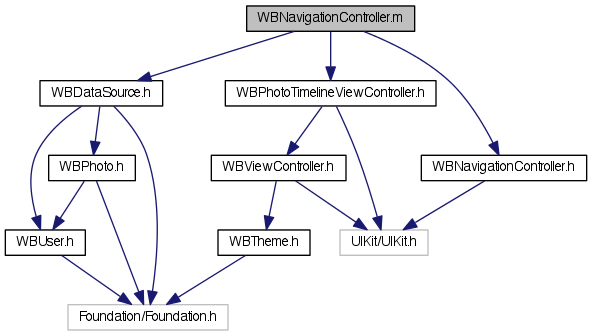 WBNavigationController.m
WBDataSource.h
WBPhotoTimelineViewController.h
WBPhoto.h
WBViewController.h
WBNavigationController.h
WBUser.h
WBTheme.h
UIKit/UIKit.h
Foundation/Foundation.h